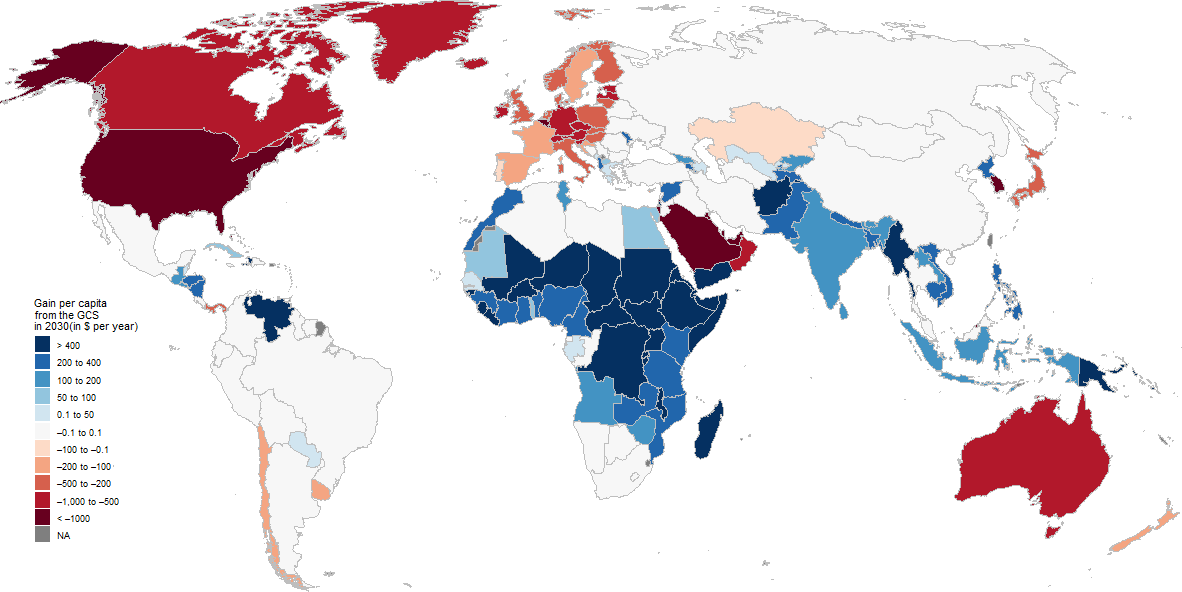 Gain per capita
from the GCS
in 2030(in $ per year)
> 400
200 to 400
100 to 200
50 to 100
0.1 to 50
–0.1 to 0.1
–100 to –0.1
–200 to –100
–500 to –200
–1,000 to –500
< –1000
NA